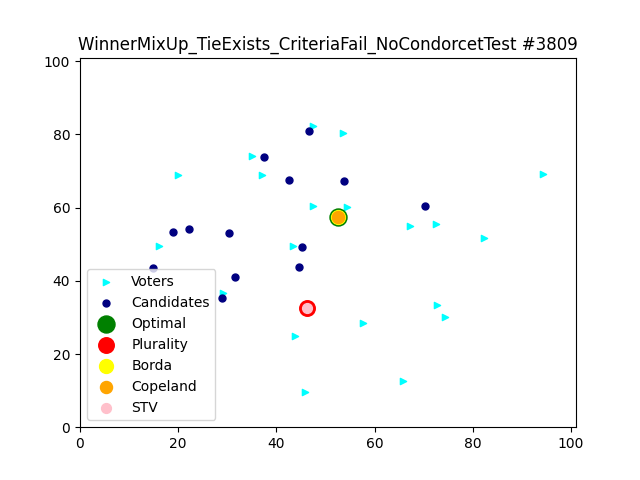 WinnerMixUp_TieExists_CriteriaFail_NoCondorcetTest #3809
100
80
60
40
20
0
Voters
Candidates
Optimal
Plurality
Borda
Copeland
STV
0 20 40 60 80 100